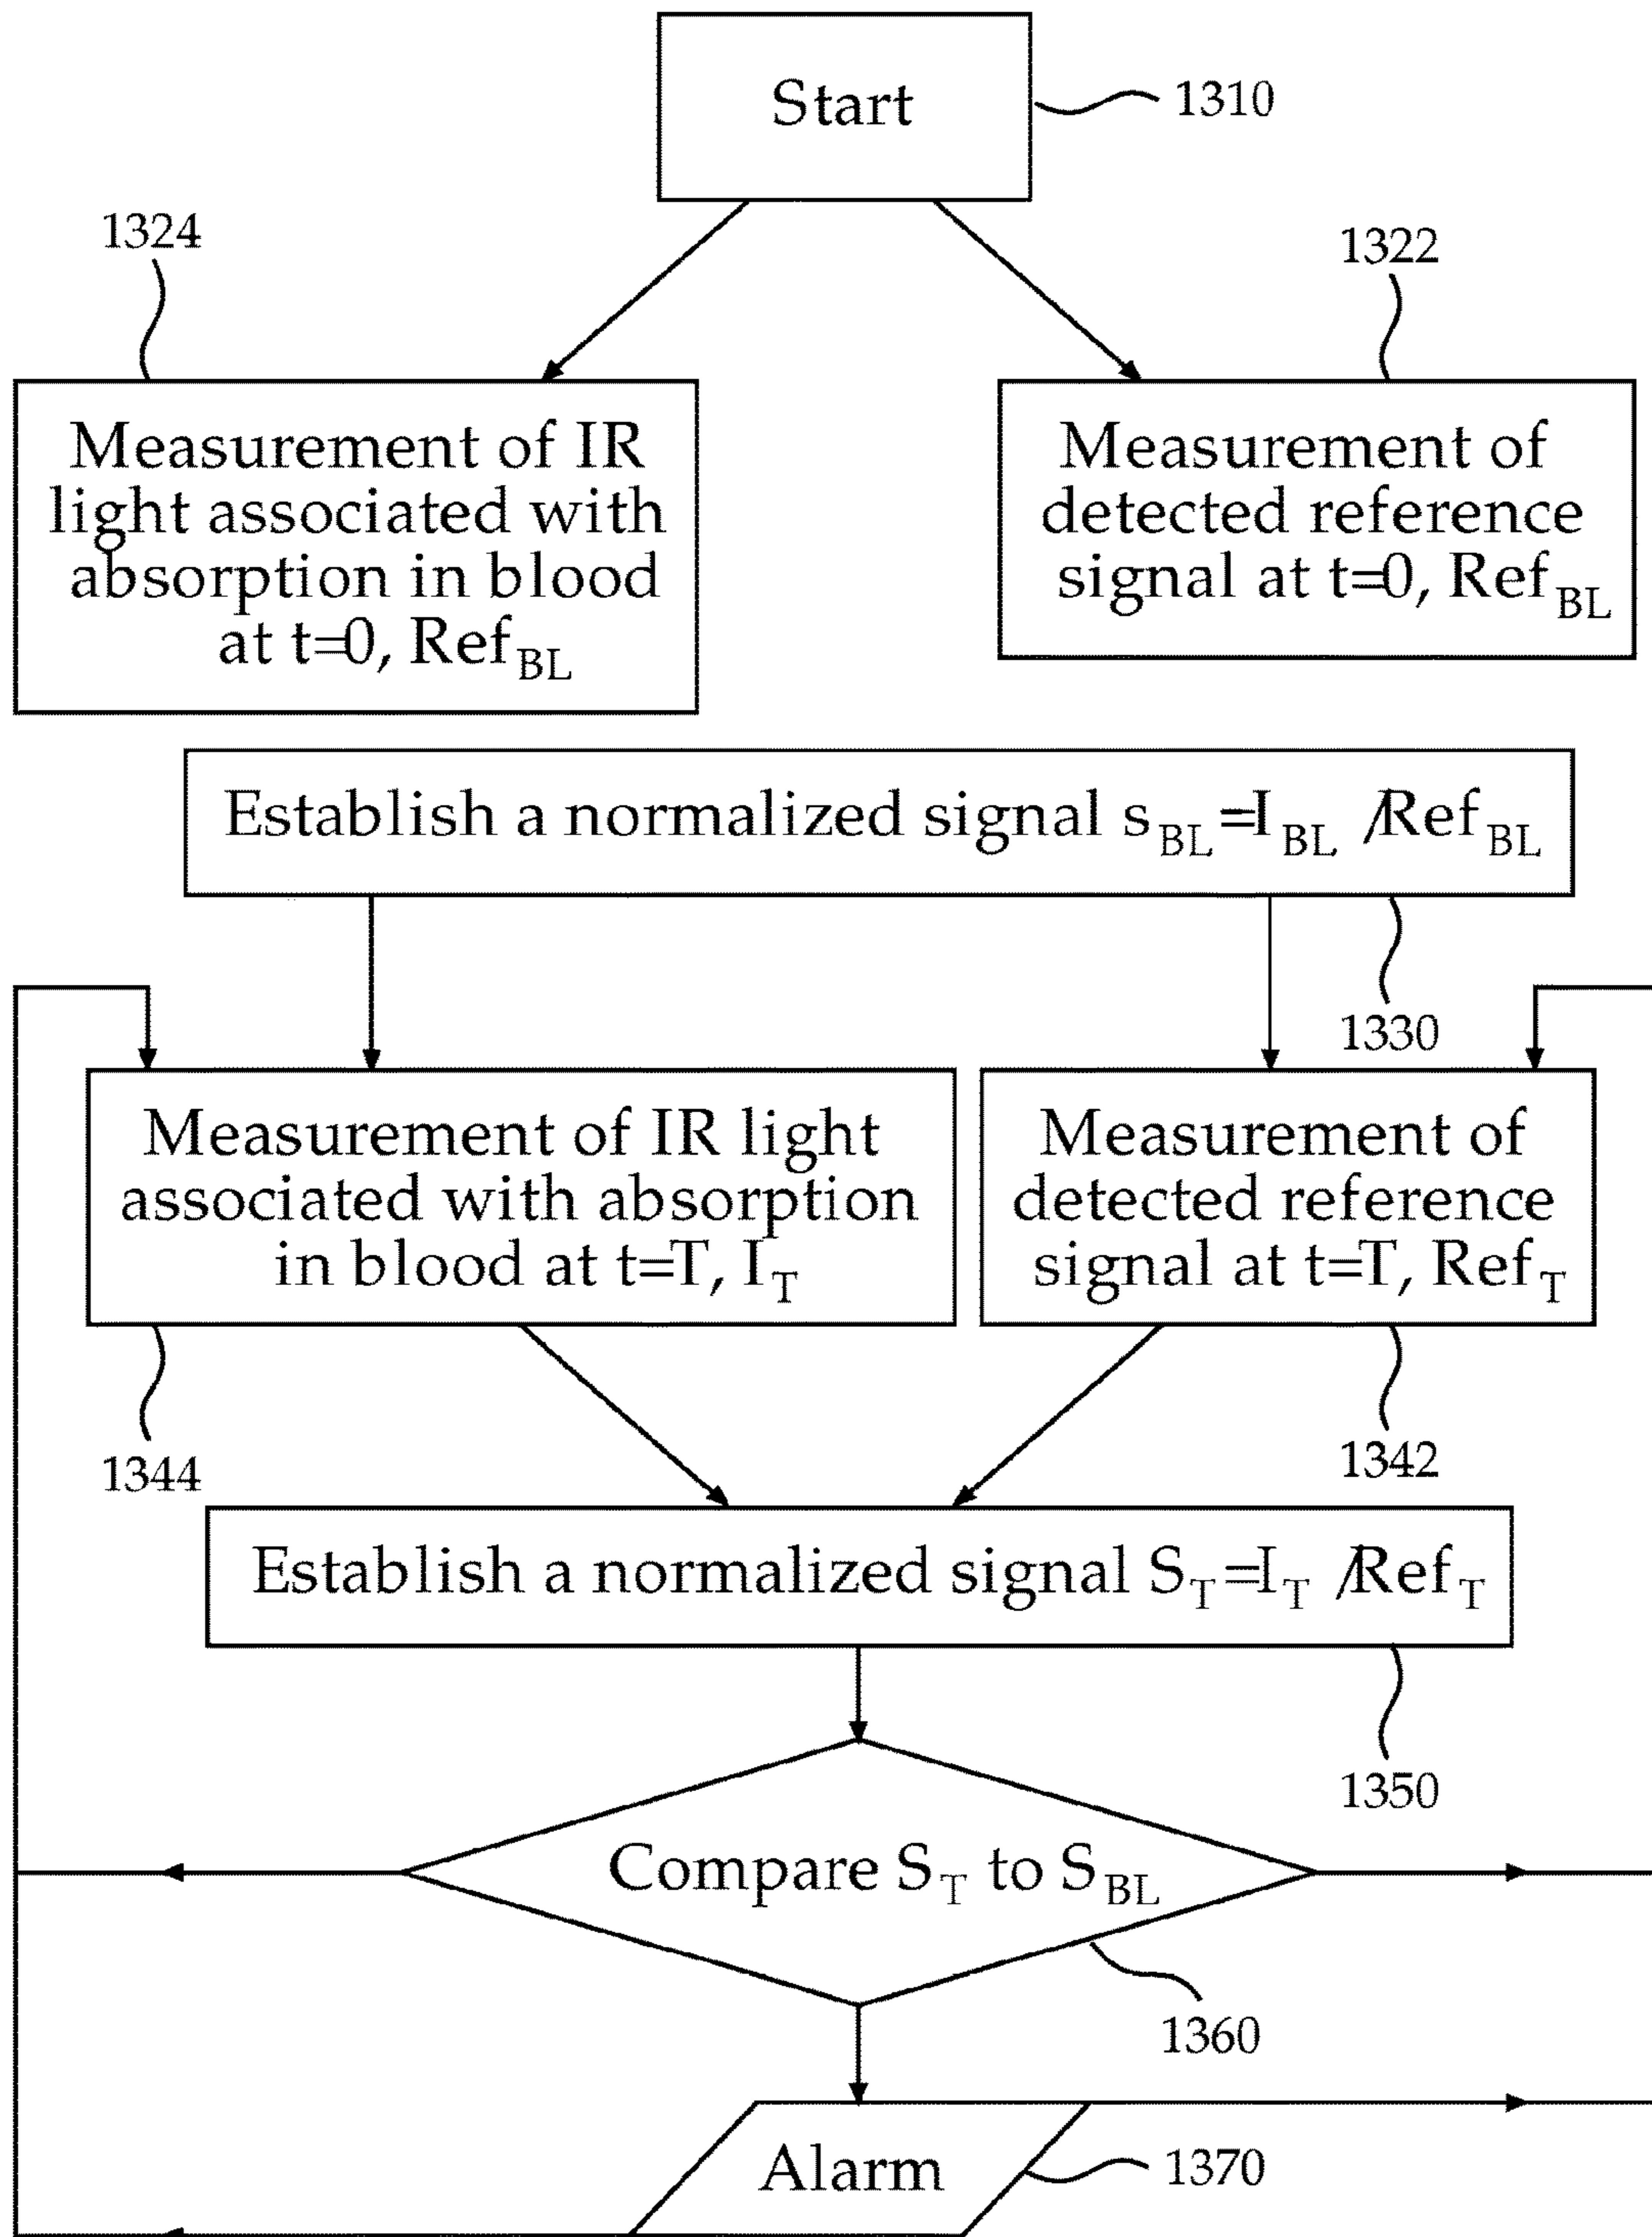 Start
1310
1324
1322
Measurement of IR
light associated with
absorption in blood
at t=0, Ref_BL
Measurement of
detected reference
signal at t=0, Ref_BL
Establish a normalized signal s_BL=I_BL /Ref_BL
1330
Measurement of IR light
associated with absorption
in blood at t=T, I_T
Measurement of
detected reference
signal at t=T, Ref_T
1344
1342
Establish a normalized signal S_T=I_T /Ref_T
1350
Compare S_T to S_BL
1360
Alarm
1370